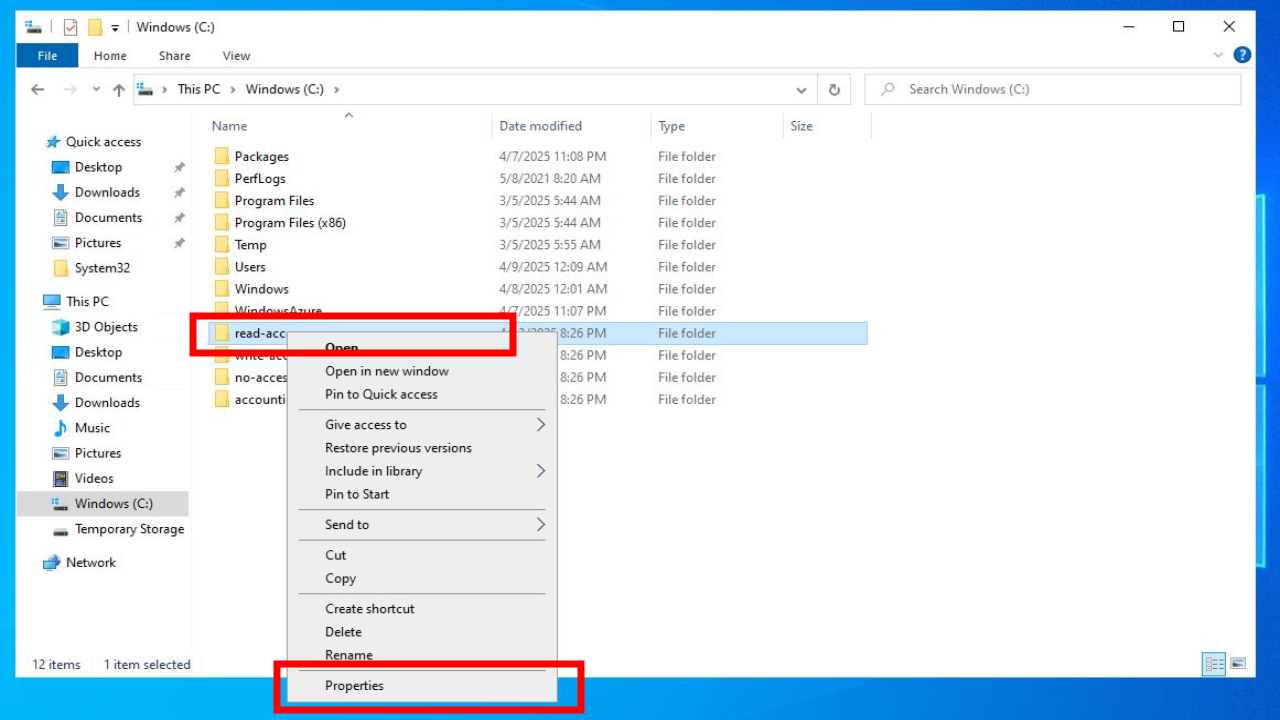 Windows (C:)
File Home Share View
This PC Windows (C:) Search Windows (C:)
Name Date modified Type Size
Quick access
Desktop
Downloads
Documents
Pictures
System32
This PC
3D Objects
Desktop
Documents
Downloads
Music
Pictures
Videos
Windows (C:)
Temporary Storage
Network
Packages 4/7/2025 11:08 PM File folder
PerfLogs 5/8/2021 8:20 AM File folder
Program Files 3/5/2025 5:44 AM File folder
Program Files (x86) 3/5/2025 5:44 AM File folder
Temp 3/5/2025 5:55 AM File folder
Users 4/9/2025 12:09 AM File folder
Windows 4/8/2025 12:01 AM File folder
WindowsAzure 4/7/2025 11:07 PM File folder
read-acc 8:26 PM File folder
write-acc 8:26 PM File folder
no-acces 8:26 PM File folder
accounti 8:26 PM File folder
Open
Open in new window
Pin to Quick access
Give access to
Restore previous versions
Include in library
Pin to Start
Send to
Cut
Copy
Create shortcut
Delete
Rename
Properties
12 items 1 item selected